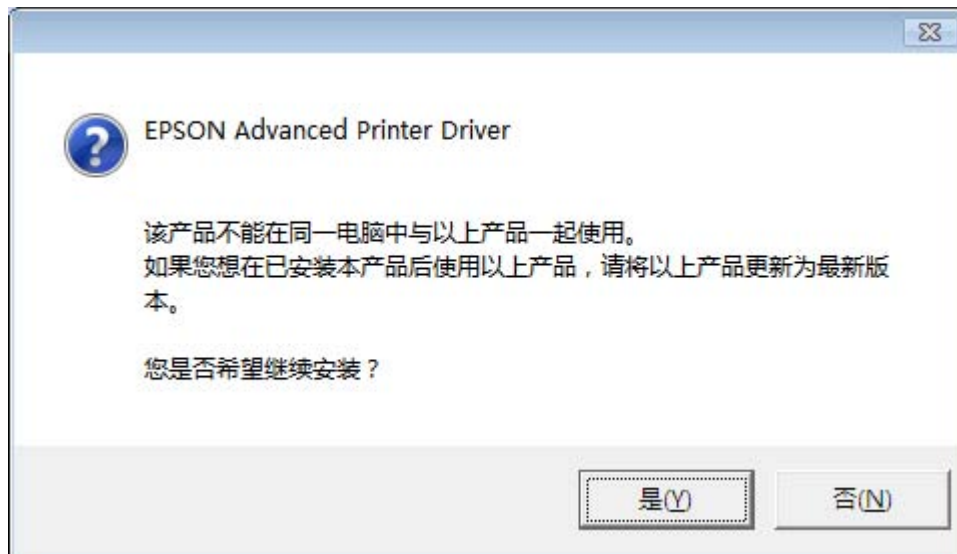 EPSON Advanced Printer Driver
该产品不能在同一电脑中与以上产品一起使用。
如果您想在已安装本产品后使用以上产品，请将以上产品更新为最新版
本。
您是否希望继续安装？
是(Y)
否(N)